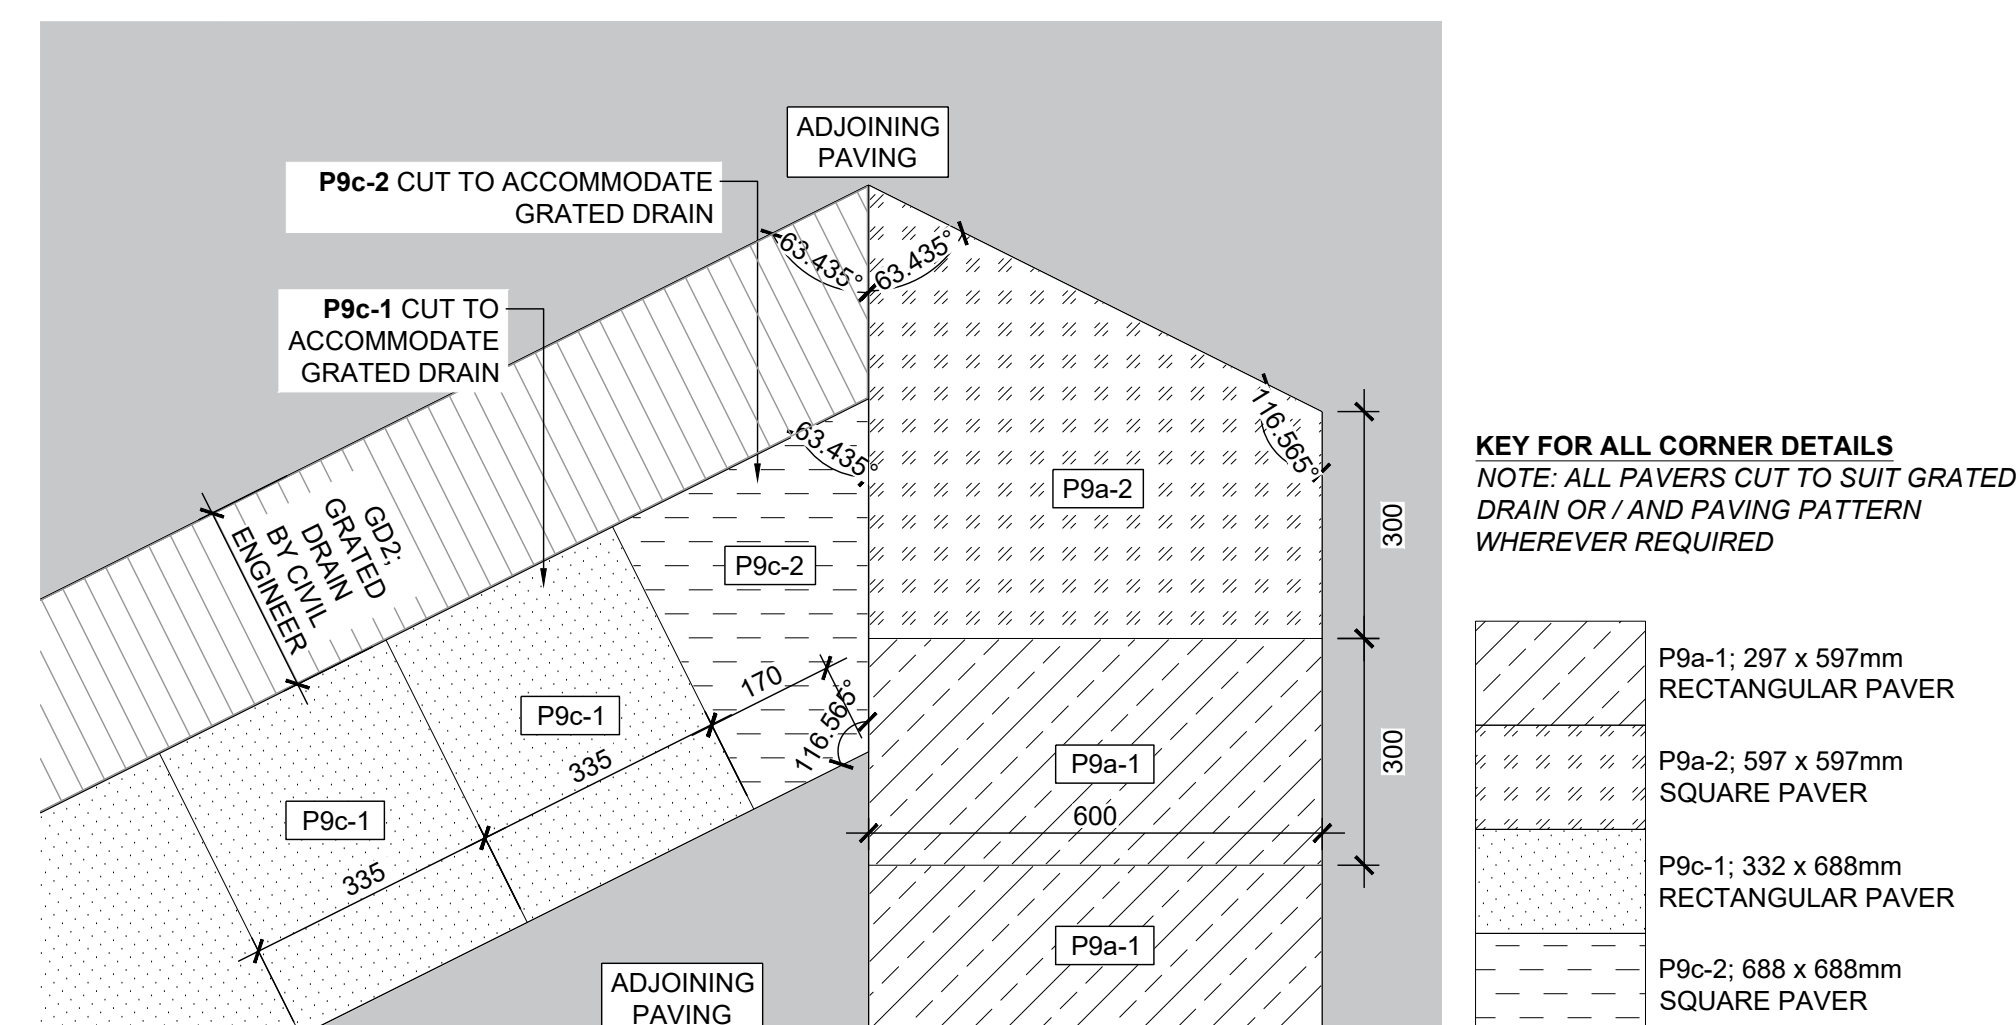 ADJOINING
PAVING
P9c-2 CUT TO ACCOMMODATE
GRATED DRAIN
63.435°
63.435°
P9c-1 CUT TO
ACCOMMODATE
GRATED DRAIN
63.435°
116.565°
P9a-2
300
GD2;
GRATED
DRAIN
BY CIVIL
ENGINEER
P9c-2
170
116.565°
P9c-1
335
P9a-1
300
600
P9c-1
335
P9a-1
ADJOINING
PAVING
KEY FOR ALL CORNER DETAILS
NOTE: ALL PAVERS CUT TO SUIT GRATED
DRAIN OR / AND PAVING PATTERN
WHEREVER REQUIRED
P9a-1; 297 x 597mm
RECTANGULAR PAVER
P9a-2; 597 x 597mm
SQUARE PAVER
P9c-1; 332 x 688mm
RECTANGULAR PAVER
P9c-2; 688 x 688mm
SQUARE PAVER